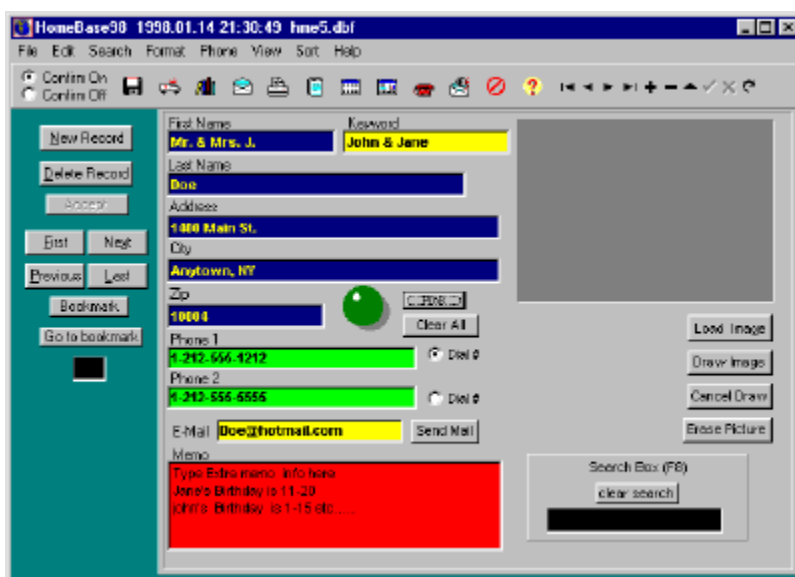 HomeBase98 1998.01.14 21:30:49 hme5.dbf
File Edit Search Format Phone View Sort Help
Confirm On
Confirm Off
New Record
Delete Record
Accept
First Next
Previous Last
Bookmark
Go to bookmark
First Name Keyword
Mr. & Mrs. J. John & Jane
Last Name
Doe
Address
1400 Main St.
City
Anytown, NY
Zip
10004
Clear All
Phone 1
1-212-555-1212
Dial #
Phone 2
1-212-555-5555
Dial #
E-Mail Doe@hotmail.com Send Mail
Memo
Type Extra memo info here
Jane's Birthday is 11-20
john's Birthday is 1-15 etc.....
Load Image
Draw Image
Cancel Draw
Erase Picture
Search Box (F8)
clear search